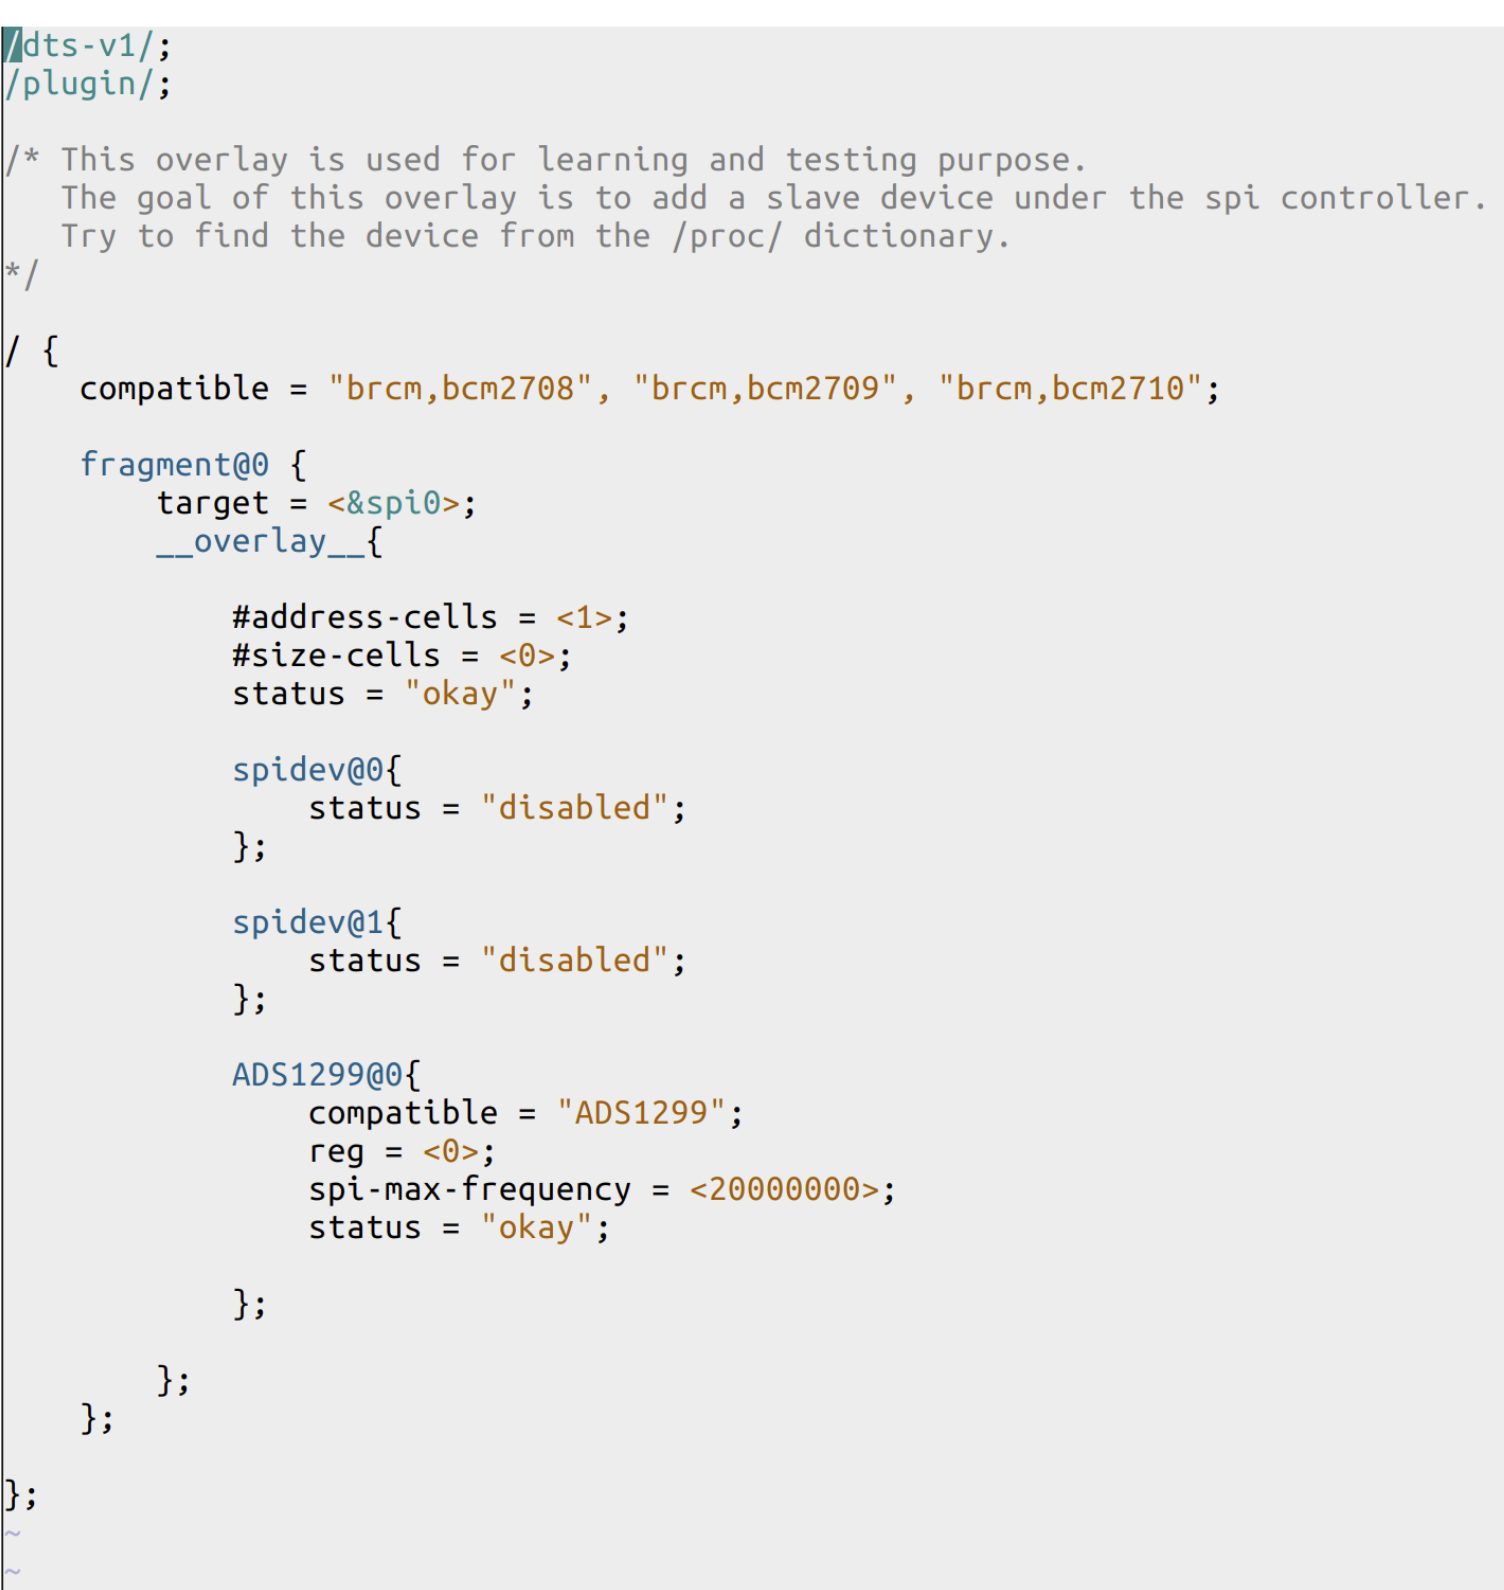 /dts-v1/;
/plugin/;
/* This overlay is used for learning and testing purpose.
The goal of this overlay is to add a slave device under the spi controller.
Try to find the device from the /proc/ dictionary.
*/
/ {
compatible = "brcm,bcm2708", "brcm,bcm2709", "brcm,bcm2710";
fragment@0 {
target = <&spi0>;
__overlay__{
#address-cells = <1>;
#size-cells = <0>;
status = "okay";
spidev@0{
status = "disabled";
};
spidev@1{
status = "disabled";
};
ADS1299@0{
compatible = "ADS1299";
reg = <0>;
spi-max-frequency = <20000000>;
status = "okay";
};
};
};
};
~
~